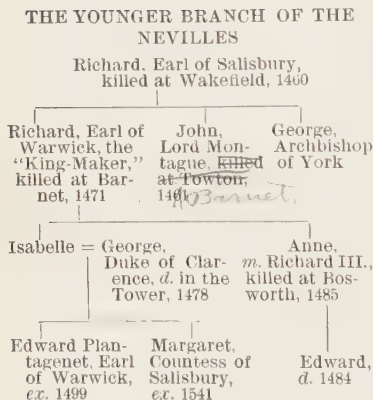 THE YOUNGER BRANCH OF THE
NEVILLES
Richard, Earl of Salisbury,
killed at Wakefield, 1460
Richard, Earl of
Warwick, the
"King-Maker,"
killed at Bar-
net, 1471
John,
Lord Mon-
tague, killed
at Towton,
1461
Barnet.
George,
Archbishop
of York
Isabelle = George,
Duke of Clar-
ence, d. in the
Tower, 1478
Anne,
m. Richard III.,
killed at Bos-
worth, 1485
Edward Plan-
tagenet, Earl
of Warwick,
ex. 1499
Margaret,
Countess of
Salisbury,
ex. 1541
Edward,
d. 1484